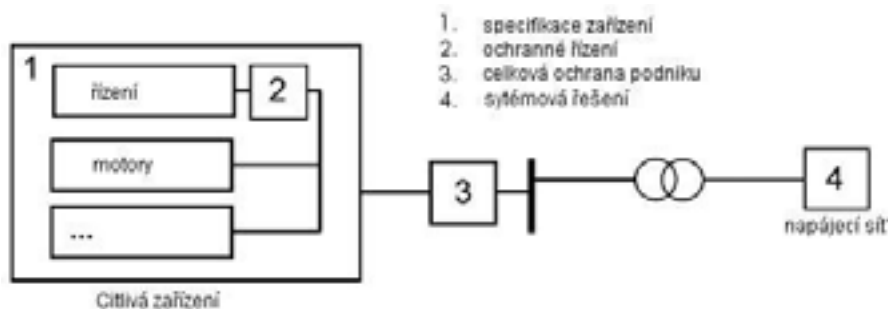 1. specifikace zařízení
2. ochranné řízení
3. celková ochrana podniku
4. sytémová řešení
1
řízení
2
motory
...
3
4
napájecí síť
Citlivá zařízení